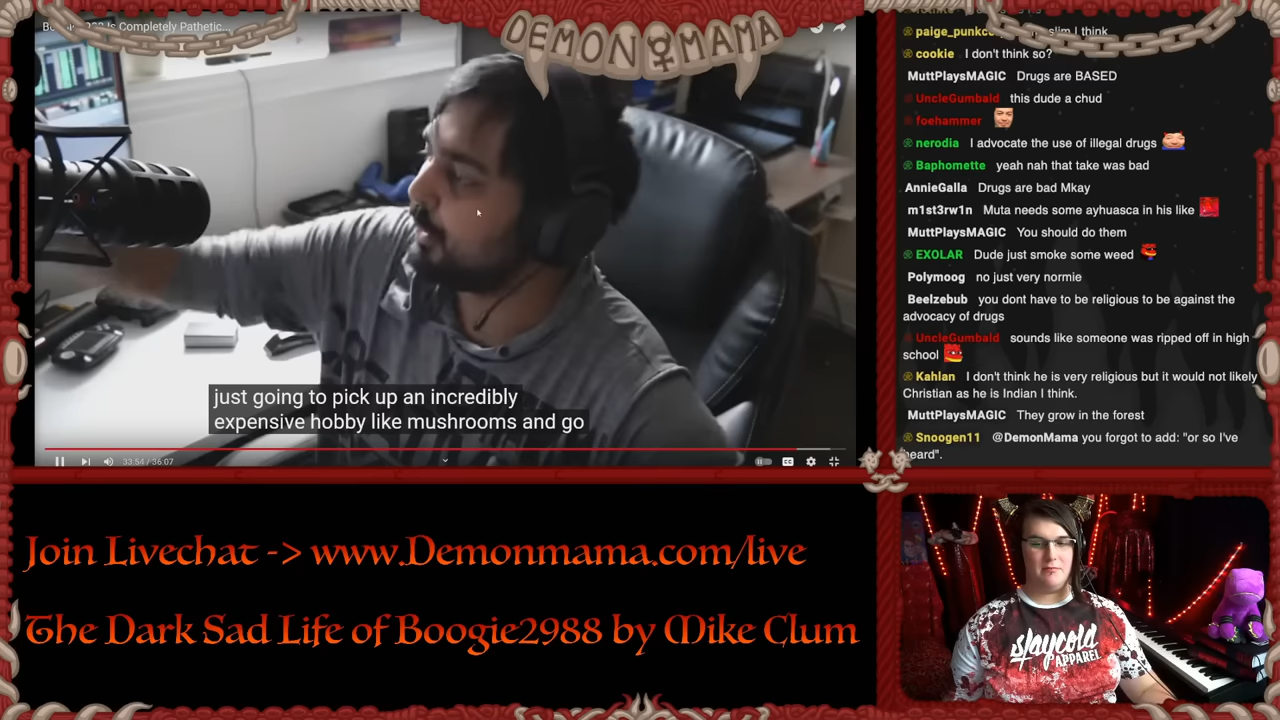 Is Completely Pathetic...
DEMON MAMA
just going to pick up an incredibly
expensive hobby like mushrooms and go
33:54 / 36:07
slim I think
cookie I don't think so?
MuttPlaysMAGIC Drugs are BASED
UncleGumbald this dude a chud
foehammer
nerodia I advocate the use of illegal drugs
Baphomette yeah nah that take was bad
AnnieGalla Drugs are bad Mkay
m1st3rw1n Muta needs some ayhuasca in his like
MuttPlaysMAGIC You should do them
EXOLAR Dude just smoke some weed
Polymoog no just very normie
Beelzebub you dont have to be religious to be against the
advocacy of drugs
UncleGumbald sounds like someone was ripped off in high
school
Kahlan I don't think he is very religious but it would not likely
Christian as he is Indian I think.
MuttPlaysMAGIC They grow in the forest
Snoogen11 @DemonMama you forgot to add: "or so I've
heard".
Join Livechat -> www.Demonmama.com/live
The Dark Sad Life of Boogie2988 by Mike Clum
slaycold
APPAREL